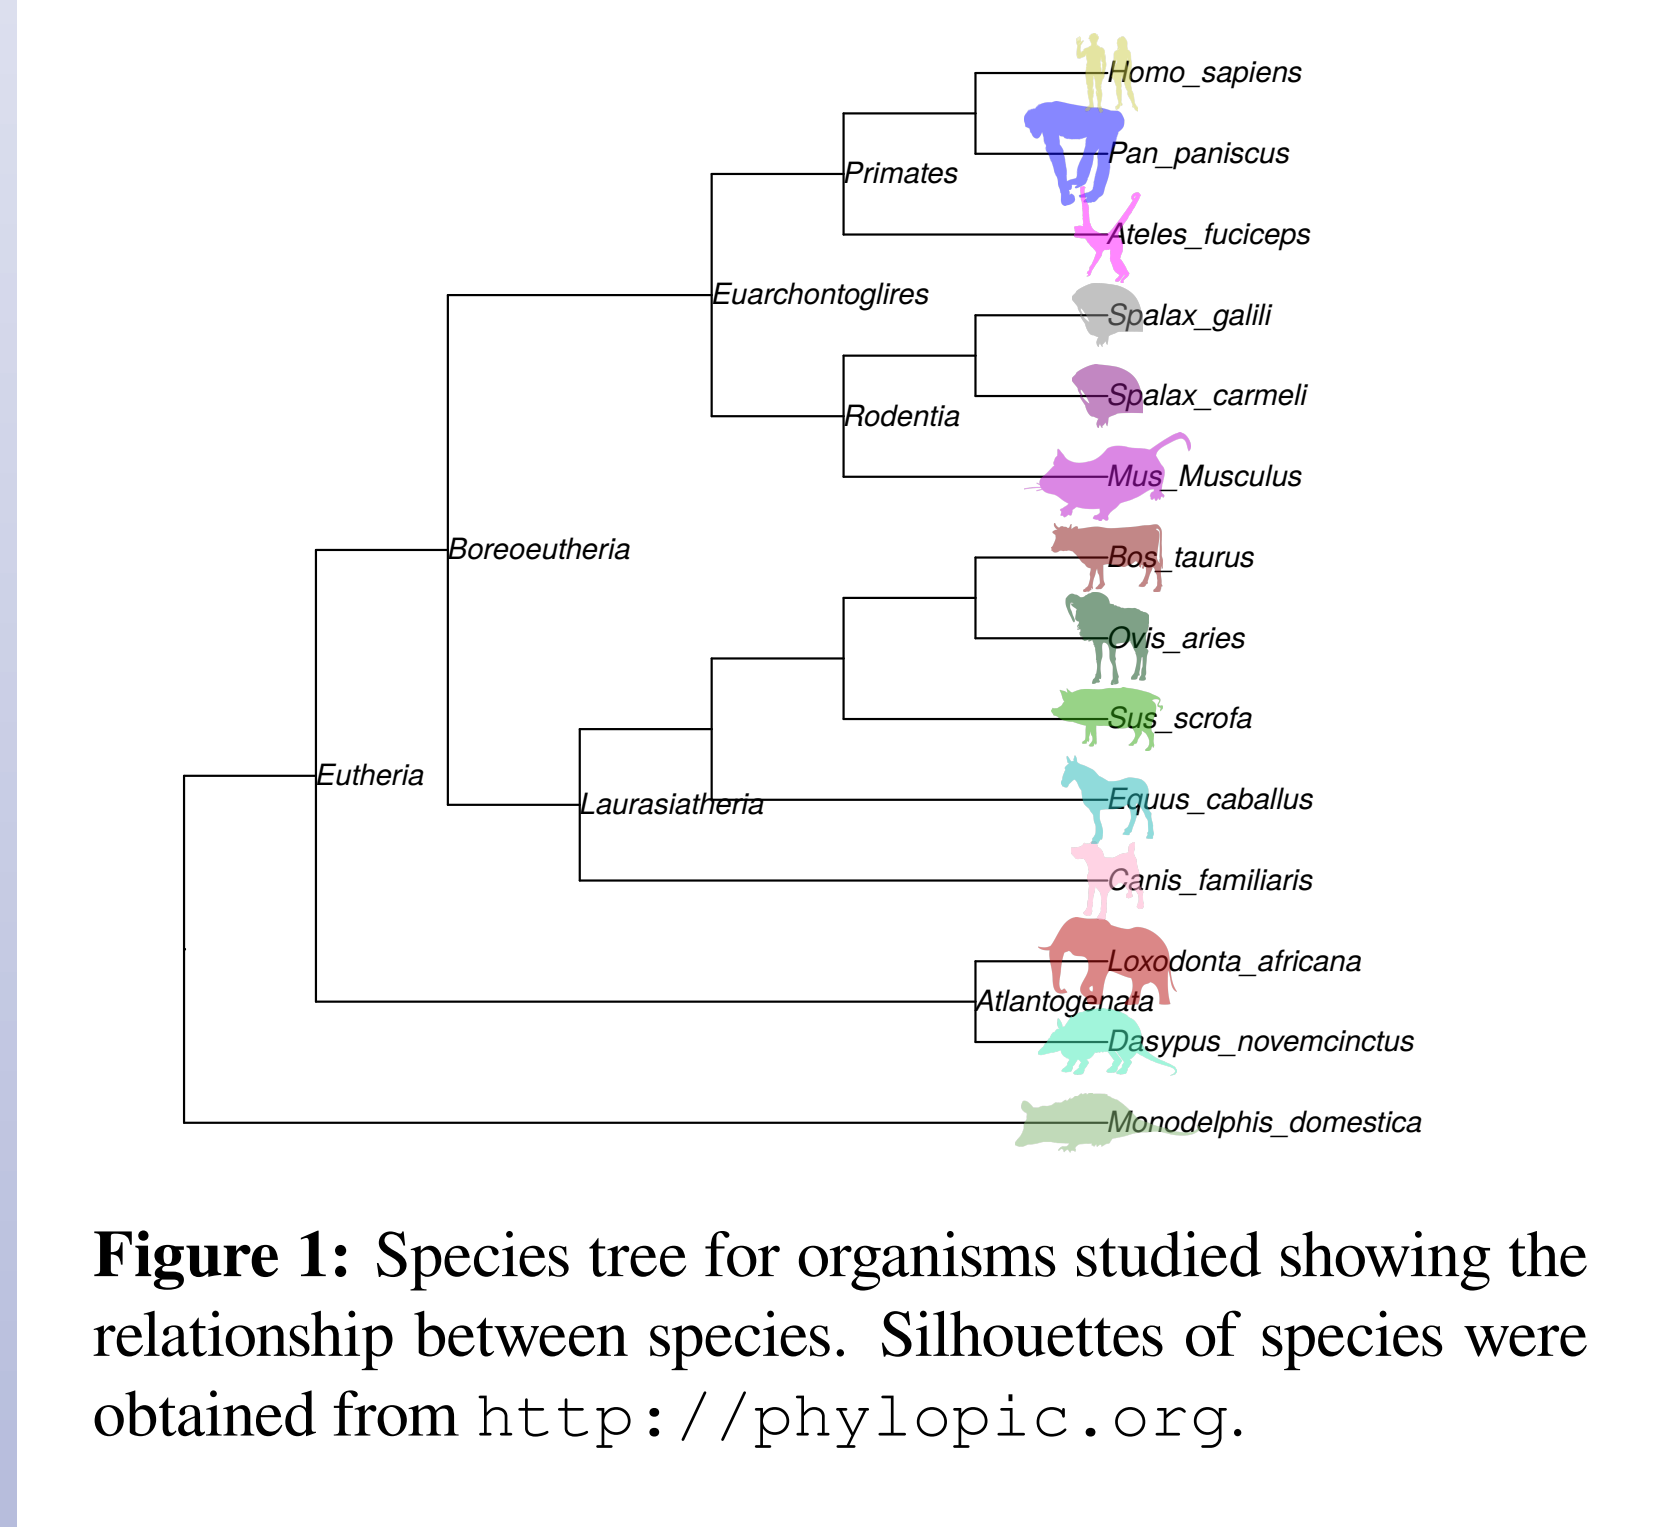 Homo_sapiens
Pan_paniscus
Primates
Ateles_fuciceps
Euarchontoglires
Spalax_galili
Spalax_carmeli
Rodentia
Mus_Musculus
Boreoeutheria
Bos_taurus
Ovis_aries
Sus_scrofa
Eutheria
Laurasiatheria
Equus_caballus
Canis_familiaris
Loxodonta_africana
Atlantogenata
Dasypus_novemcinctus
Monodelphis_domestica
Figure 1: Species tree for organisms studied showing the
relationship between species. Silhouettes of species were
obtained from http://phylopic.org.